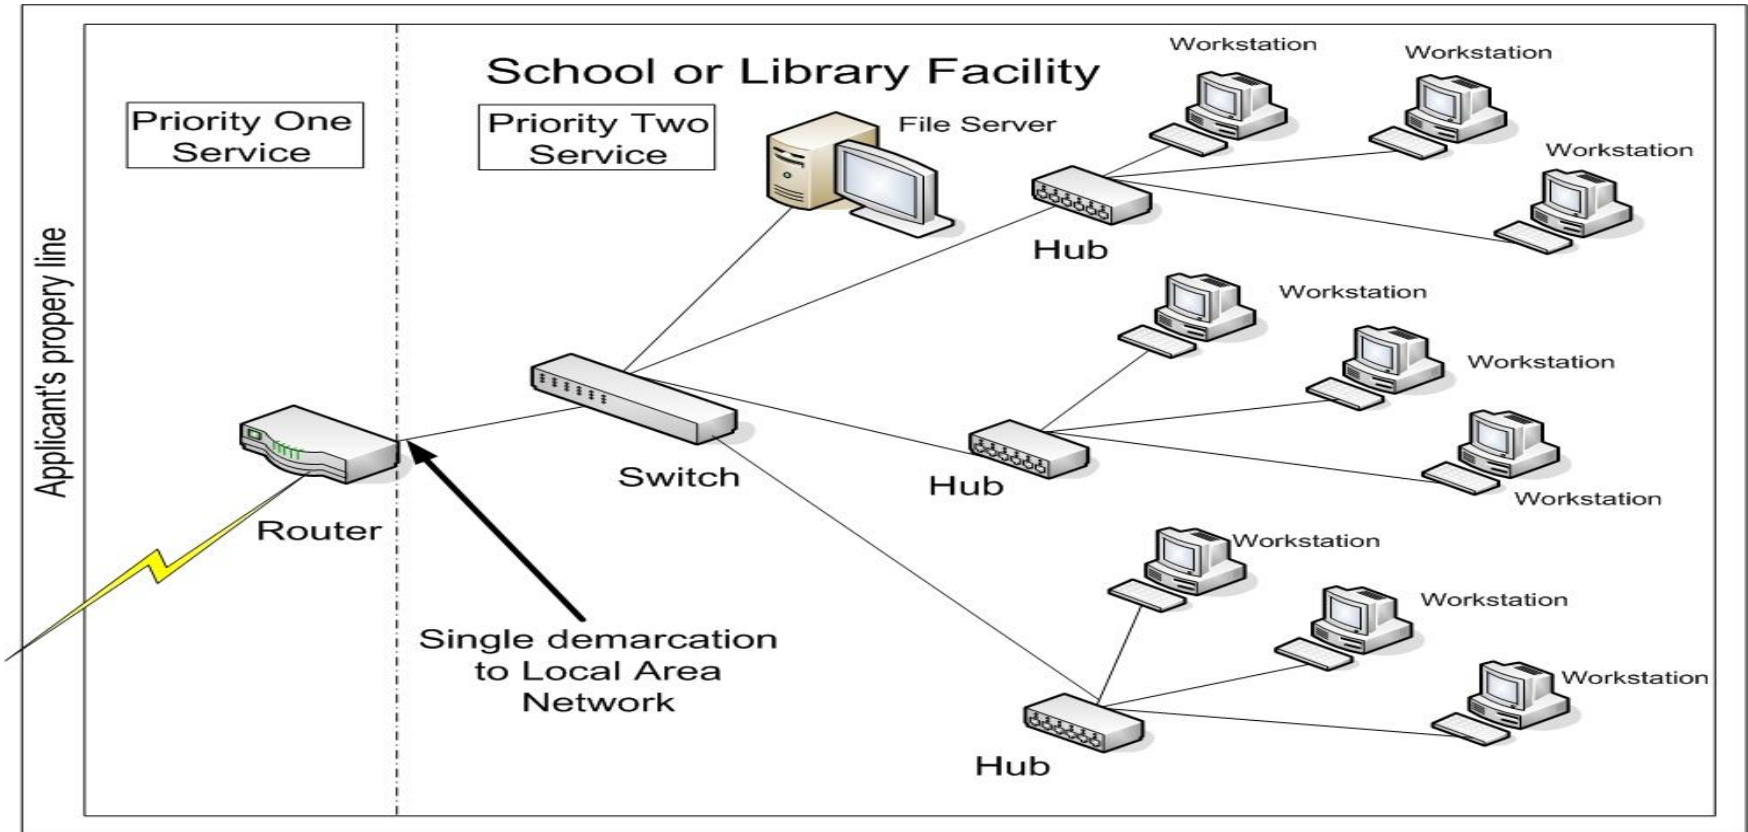 School or Library Facility
Priority One
Service
Priority Two
Service
File Server
Workstation
Workstation
Workstation
Hub
Workstation
Workstation
Workstation
Hub
Switch
Router
Applicant's propery line
Single demarcation
to Local Area
Network
Workstation
Workstation
Workstation
Hub